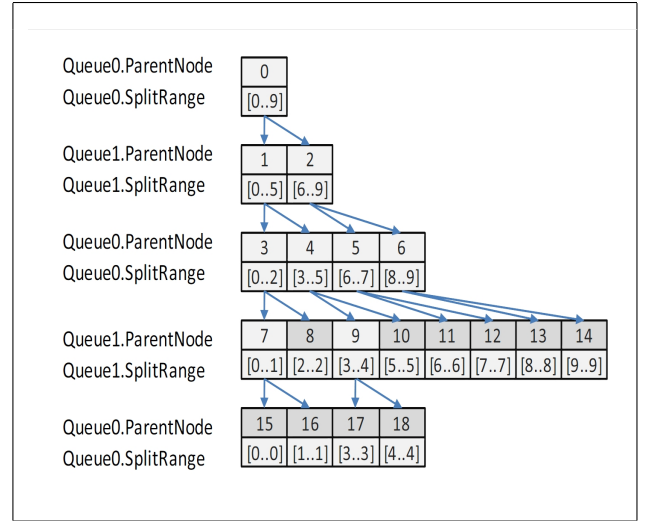 Queue0.ParentNode 0
Queue0.SplitRange [0..9]
Queue1.ParentNode 1 2
Queue1.SplitRange [0..5] [6..9]
Queue0.ParentNode 3 4 5 6
Queue0.SplitRange [0..2] [3..5] [6..7] [8..9]
Queue1.ParentNode 7 8 9 10 11 12 13 14
Queue1.SplitRange [0..1] [2..2] [3..4] [5..5] [6..6] [7..7] [8..8] [9..9]
Queue0.ParentNode 15 16 17 18
Queue0.SplitRange [0..0] [1..1] [3..3] [4..4]